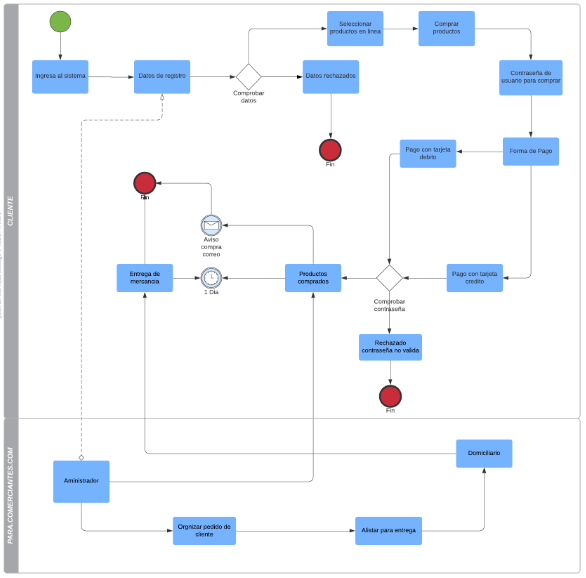 Seleccionar
productos en línea
Comprar
productos
Ingresa al sistema
Datos de registro
Comprobar
datos
Datos rechazados
Contraseña de
usuario para comprar
Fin
Pago con tarjeta
debito
Forma de Pago
Fin
CLIENTE
Aviso
compra
correo
Entrega de
mercancia
1 Día
Productos
comprados
Comprobar
contraseña
Pago con tarjeta
credito
Rechazado
contraseña no valida
Fin
PARA.COMERCIANTES.COM
Domiciliario
Aministrador
Orgnizar pedido de
cliente
Alistar para entrega